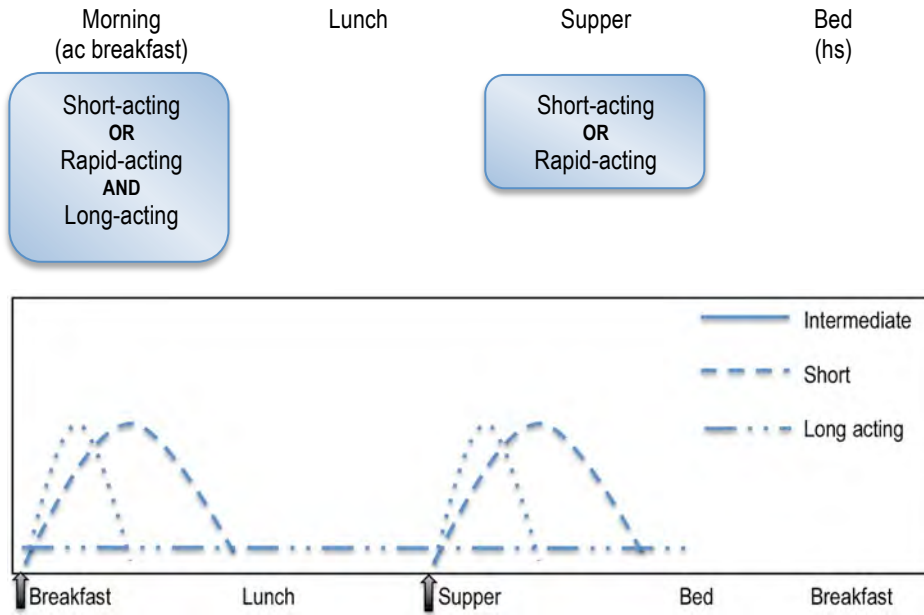 Morning
(ac breakfast)
Lunch
Supper
Bed
(hs)
Short-acting
OR
Rapid-acting
AND
Long-acting
Short-acting
OR
Rapid-acting
Intermediate
Short
Long acting
Breakfast
Lunch
Supper
Bed
Breakfast